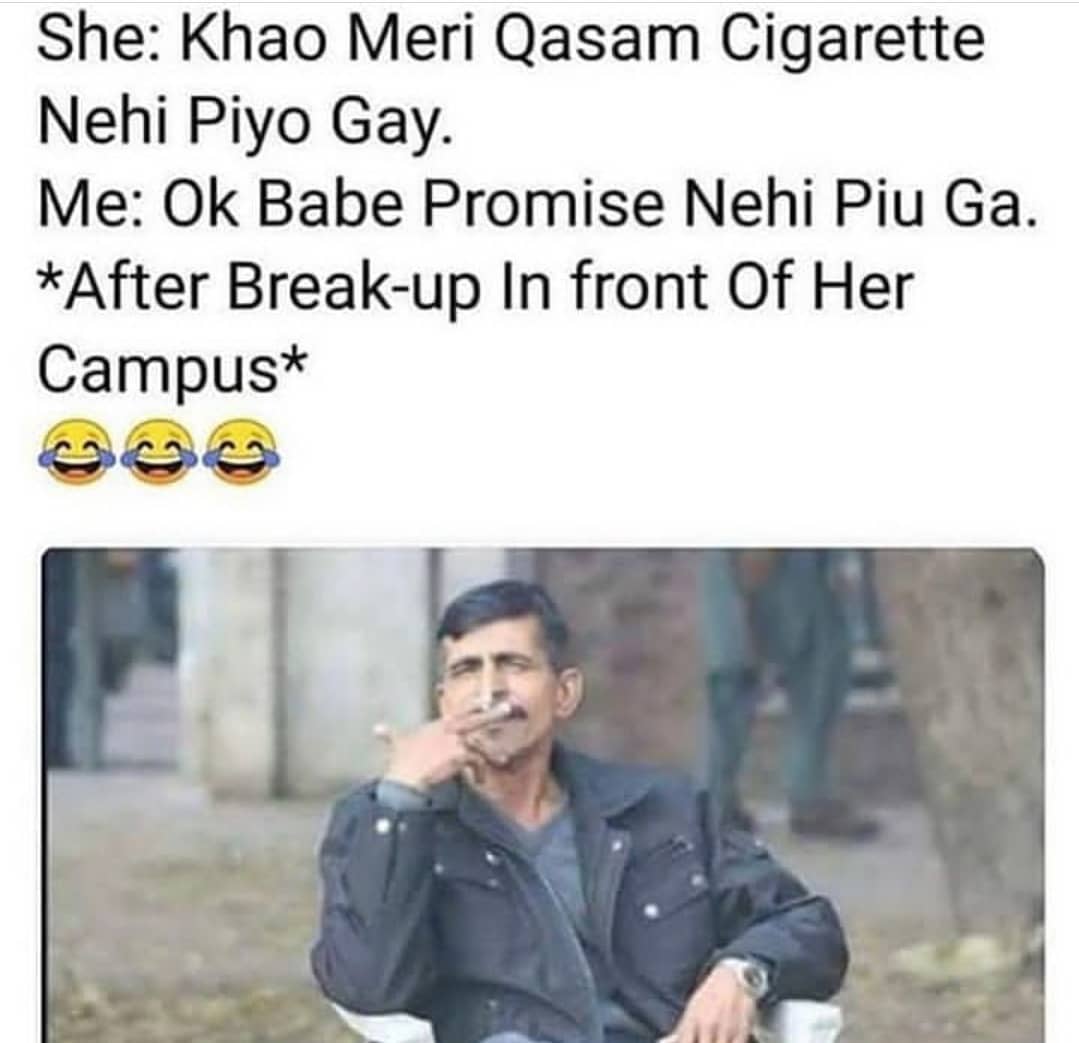 She: Khao Meri Qasam Cigarette
Nehi Piyo Gay.
Me: Ok Babe Promise Nehi Piu Ga.
*After Break-up In front Of Her
Campus*
😂😂😂